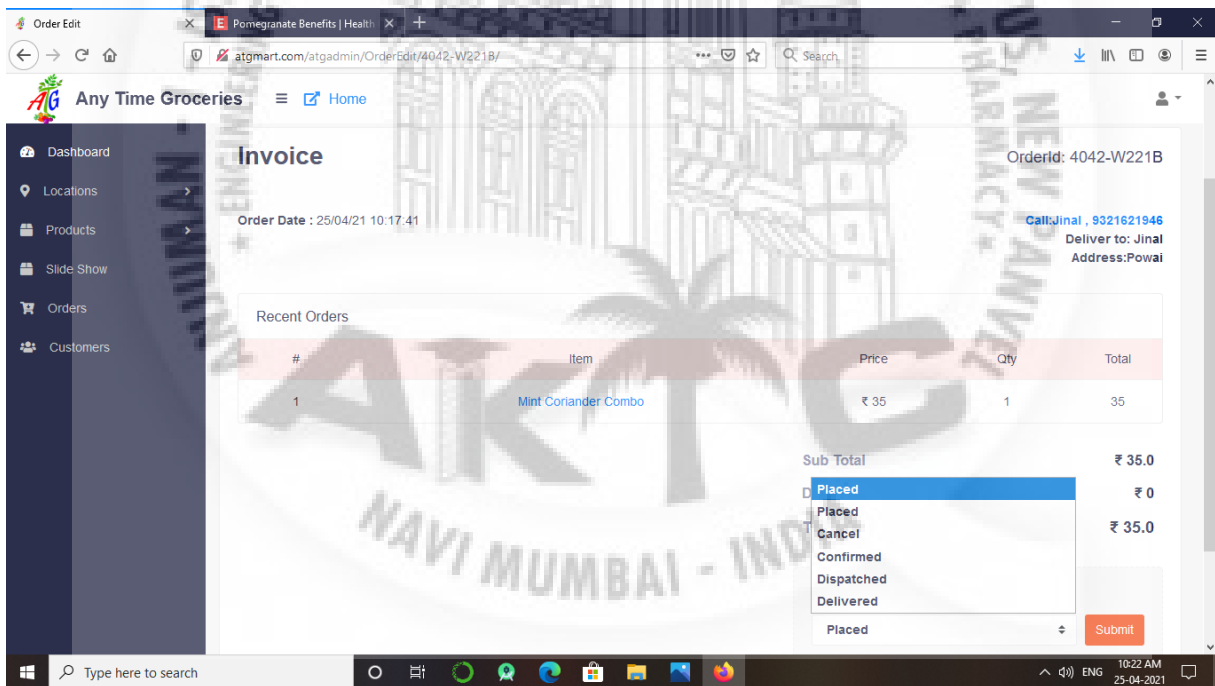 Order Edit
Pomegranate Benefits | Health
atgmart.com/atgadmin/OrderEdit/4042-W221B/
Search
Any Time Groceries
Home
Dashboard
Locations
Products
Slide Show
Orders
Customers
Invoice
OrderId: 4042-W221B
Order Date : 25/04/21 10:17:41
Call:Jinal , 9321621946
Deliver to: Jinal
Address:Powai
Recent Orders
# Item Price Qty Total
1 Mint Coriander Combo ₹ 35 1 35
Sub Total ₹ 35.0
₹ 0
₹ 35.0
Placed
Placed
Cancel
Confirmed
Dispatched
Delivered
Placed
Submit
AKTC
NAVI MUMBAI - INDIA
NEW PANVEL
Type here to search
ENG
10:22 AM
25-04-2021